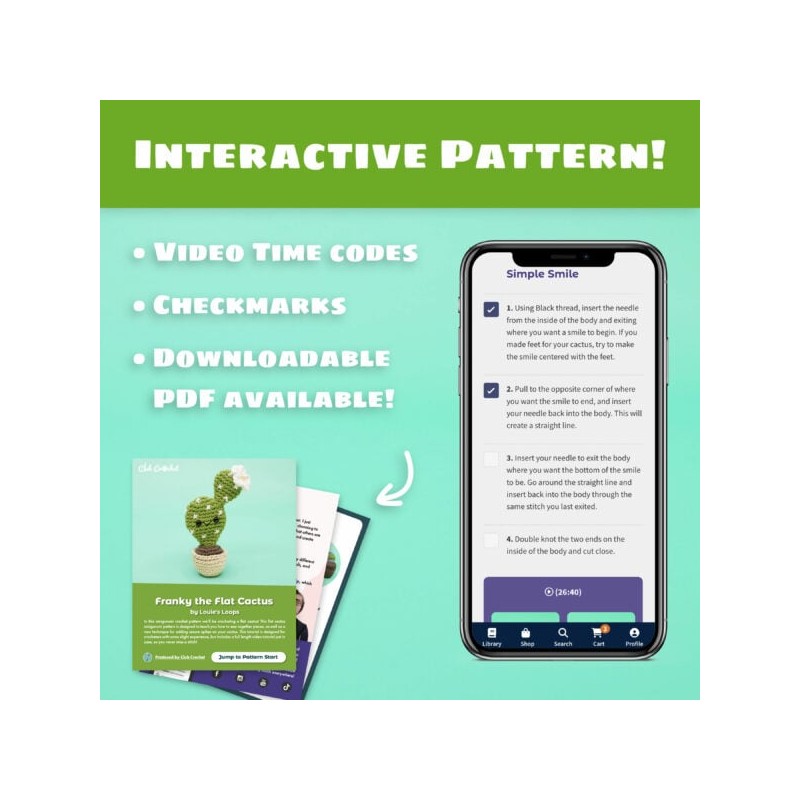 INTERACTIVE PATTERN!
• VIDEO TIME CODES
• CHECKMARKS
• DOWNLOADABLE
PDF AVAILABLE!
Simple Smile
1. Using Black thread, insert the needle
from the inside of the body and exiting
where you want a smile to begin. If you
made feet for your cactus, try to make
the smile centered with the feet.
2. Pull to the opposite corner of where
you want the smile to end, and insert
your needle back into the body. This will
create a straight line.
3. Insert your needle to exit the body
where you want the bottom of the smile
to be. Go around the straight line and
insert back into the body through the
same stitch you last exited.
4. Double knot the two ends on the
inside of the body and cut close.
(26:40)
Library
Shop
Search
2
Cart
Profile
Club Crochet
Franky the Flat Cactus
by Louie's Loops
Produced by Club Crochet
Jump to Pattern Start